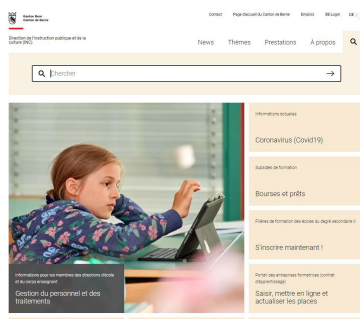 Kanton Bern
Canton de Berne
Contact
Page d'accueil du Canton de Berne
Emplois
BE-Login
DE
Direction de l'instruction publique et de la
culture (INC)
News
Thèmes
Prestations
À propos
Chercher
Informations actuelles
Coronavirus (Covid19)
Subsides de formation
Bourses et prêts
Filières de formation des écoles du degré secondaire II
S'inscrire maintenant !
Informations pour les membres des directions d'école
et du corps enseignant
Gestion du personnel et des
traitements
Portail des entreprises formatrices (contrat
d'apprentissage)
Saisir, mettre en ligne et
actualiser les places